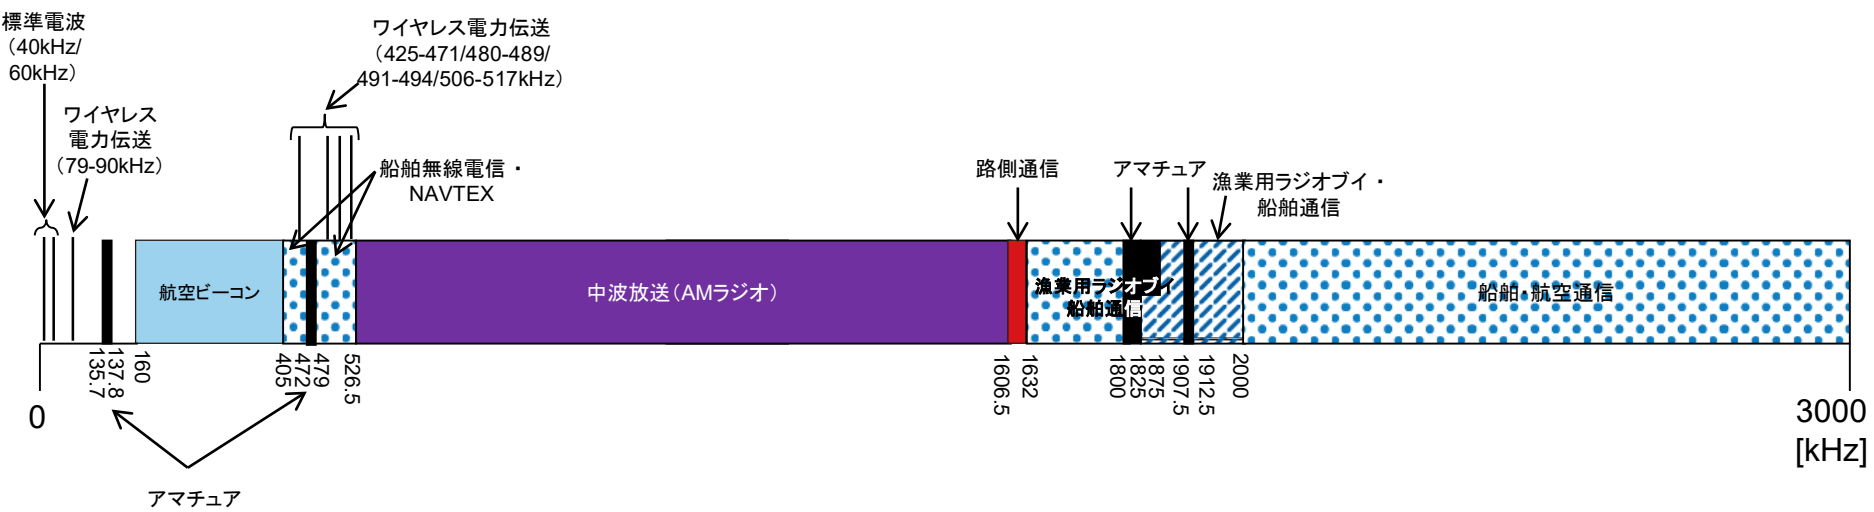 標準電波
（40kHz/
60kHz）
ワイヤレス
電力伝送
（79-90kHz）
ワイヤレス電力伝送
（425-471/480-489/
491-494/506-517kHz）
船舶無線電信・
NAVTEX
路側通信
アマチュア
漁業用ラジオブイ・
船舶通信
航空ビーコン
中波放送（AMラジオ）
漁業用ラジオブイ
船舶通信
船舶・航空通信
0
135.7
137.8
160
405
472
479
526.5
1606.5
1632
1800
1825
1875
1907.5
1912.5
2000
3000
[kHz]
アマチュア